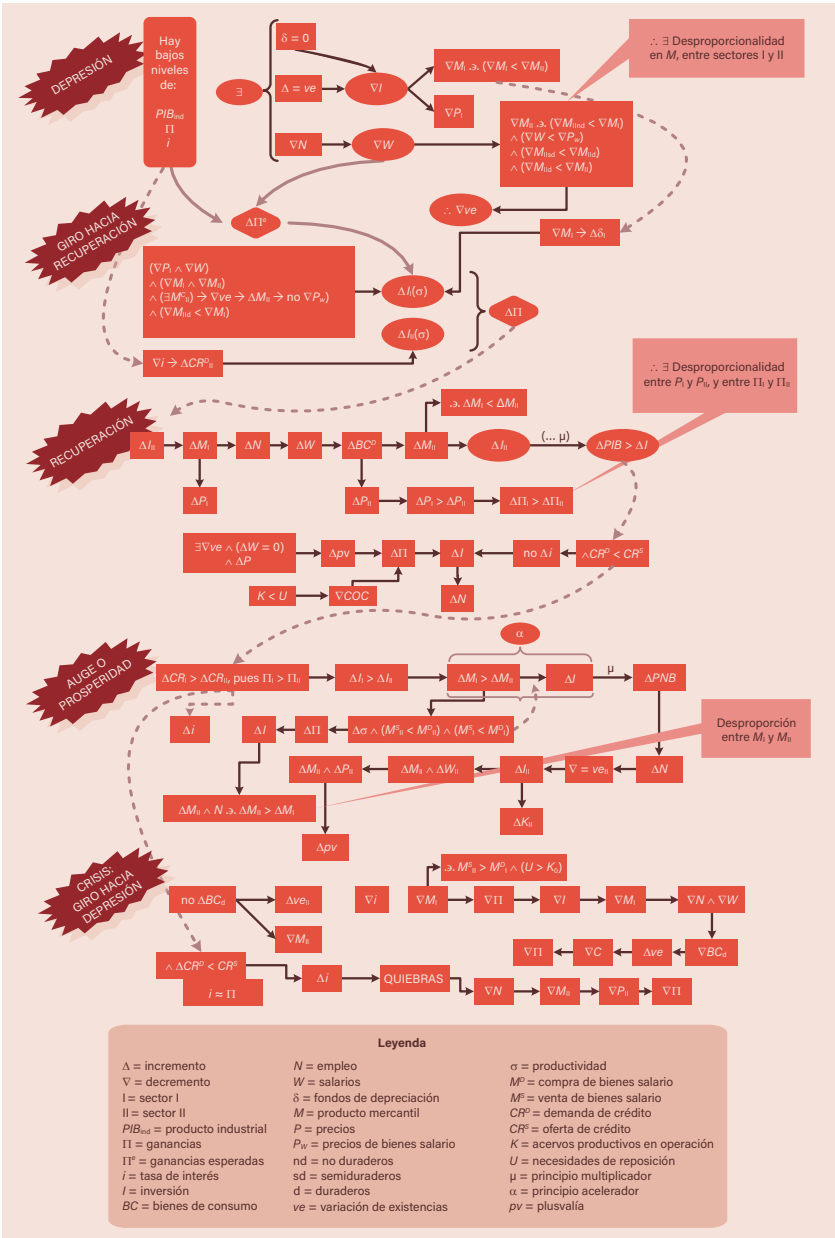 DEPRESIÓN
Hay
bajos
niveles
de:
PIBind
Π
i
∃
δ = 0
Δ = ve
∇N
∇I
∇W
∇MI .э. (∇MI < ∇MII)
∇PI
∇MII .э. (∇MIInd < ∇MI)
∧ (∇W < ∇Pw)
∧ (∇MIIsd < ∇MIId)
∧ (∇MIId < ∇MII)
∴ ∃ Desproporcionalidad
en M, entre sectores I y II
∴ ∇ve
∇MI → ΔδI
GIRO HACIA
RECUPERACIÓN
ΔΠe
(∇PI ∧ ∇W)
∧ (∇MI ∧ ∇MII)
∧ (∃MCII) → ∇ve → ΔMII → no ∇Pw)
∧ (∇MIId < ∇MI)
ΔII(σ)
ΔIII(σ)
ΔΠ
∇i → ΔCRDII
∴ ∃ Desproporcionalidad
entre PI y PII, y entre ΠI y ΠII
RECUPERACIÓN
.э. ΔMI < ΔMII
ΔIII
ΔMI
ΔN
ΔW
ΔBCD
ΔMII
ΔIII
(... μ)
ΔPIB > ΔI
ΔPI
ΔPII
ΔPI > ΔPII
ΔΠI > ΔΠII
∃∇ve ∧ (ΔW = 0)
∧ ΔP
Δpv
ΔΠ
ΔI
no Δi
∧CRD < CRS
K < U
∇COC
ΔN
AUGE O
PROSPERIDAD
α
ΔCRI > ΔCRII, pues ΠI > ΠII
ΔII > ΔIII
ΔMI > ΔMII
ΔI
μ
ΔPNB
Δi
ΔI
ΔΠ
Δσ ∧ (MSII < MDII) ∧ (MSI < MDI)
Desproporción
entre MI y MII
ΔMII ∧ ΔPII
ΔMII ∧ ΔWII
ΔIII
∇ = veII
ΔN
ΔMII ∧ N .э. ΔMII > ΔMI
ΔKII
Δpv
CRISIS:
GIRO HACIA
DEPRESIÓN
.э. MSII > MDI ∧ (U > K0)
no ΔBCd
ΔveII
∇i
∇MI
∇Π
∇I
∇MI
∇N ∧ ∇W
∇MII
∇Π
∇C
Δve
∇BCd
∧ ΔCRD < CRS
i ≈ Π
Δi
QUIEBRAS
∇N
∇MII
∇PII
∇Π
Leyenda
Δ = incremento
∇ = decremento
I = sector I
II = sector II
PIBind = producto industrial
Π = ganancias
Πe = ganancias esperadas
i = tasa de interés
I = inversión
BC = bienes de consumo
N = empleo
W = salarios
δ = fondos de depreciación
M = producto mercantil
P = precios
PW = precios de bienes salario
nd = no duraderos
sd = semiduraderos
d = duraderos
ve = variación de existencias
σ = productividad
MD = compra de bienes salario
MS = venta de bienes salario
CRD = demanda de crédito
CRS = oferta de crédito
K = acervos productivos en operación
U = necesidades de reposición
μ = principio multiplicador
α = principio acelerador
pv = plusvalía